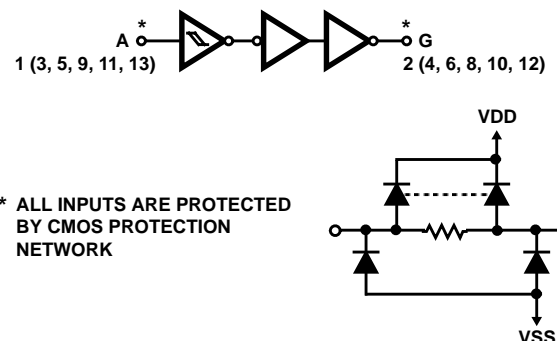 * *
A G
1 (3, 5, 9, 11, 13) 2 (4, 6, 8, 10, 12)
VDD
* ALL INPUTS ARE PROTECTED
BY CMOS PROTECTION
NETWORK
VSS